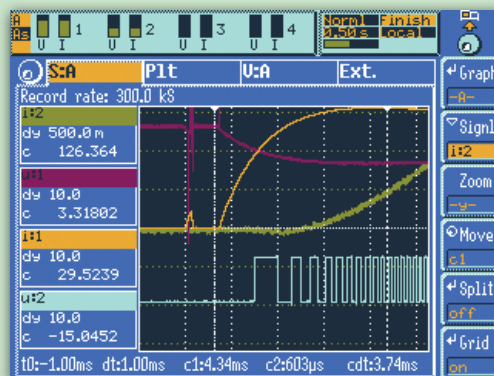 A
As
1
2
3
4
U I
U I
U I
U I
Norml Finish
0.50s Local
S:A
Plt
U:A
Ext.
Record rate: 300.0 kS
i:2
dy 500.0m
c 126.364
u:1
dy 10.0
c 3.31802
i:1
dy 10.0
c 29.5239
u:2
dy 10.0
c -15.0452
t0:-1.00ms dt:1.00ms c1:4.34ms c2:603µs cdt:3.74ms
Graph
-A-
Signl
i:2
Zoom
-y-
Move
c1
Split
off
Grid
on